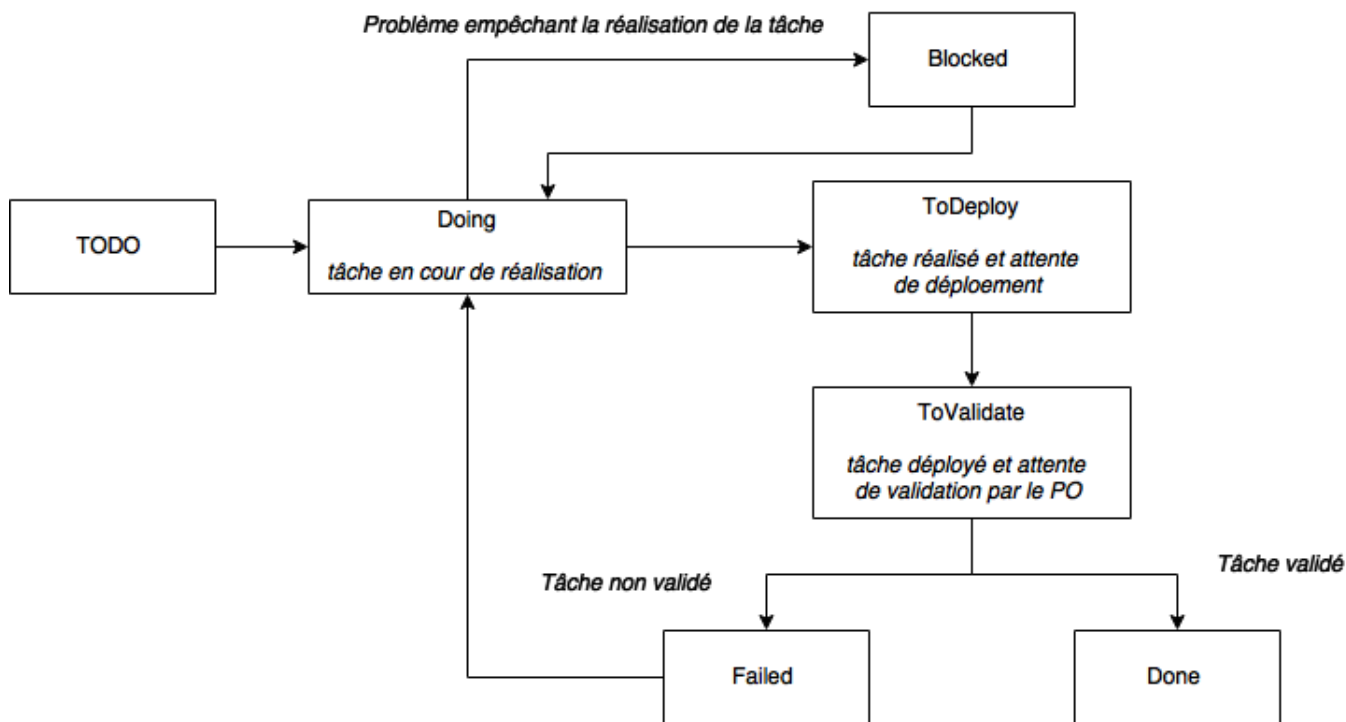 Problème empêchant la réalisation de la tâche
Blocked
TODO
Doing
tâche en cour de réalisation
ToDeploy
tâche réalisé et attente
de déploement
ToValidate
tâche déployé et attente
de validation par le PO
Tâche non validé
Tâche validé
Failed
Done